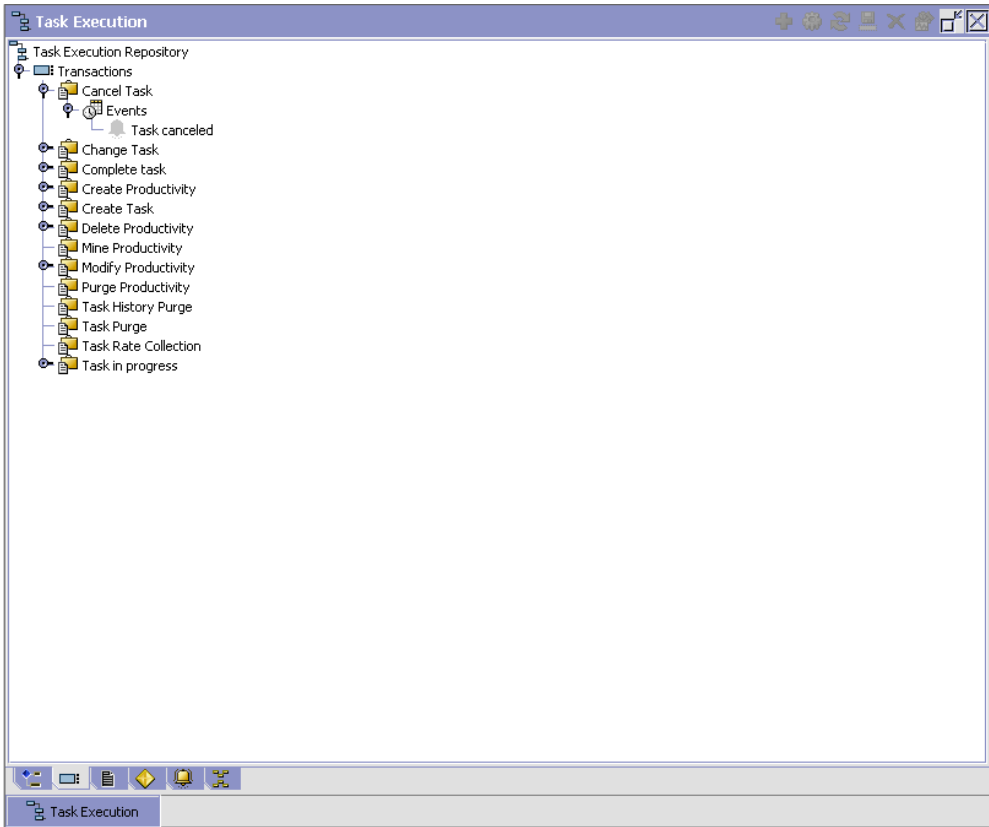 Task Execution
Task Execution Repository
Transactions
Cancel Task
Events
Task canceled
Change Task
Complete task
Create Productivity
Create Task
Delete Productivity
Mine Productivity
Modify Productivity
Purge Productivity
Task History Purge
Task Purge
Task Rate Collection
Task in progress
Task Execution